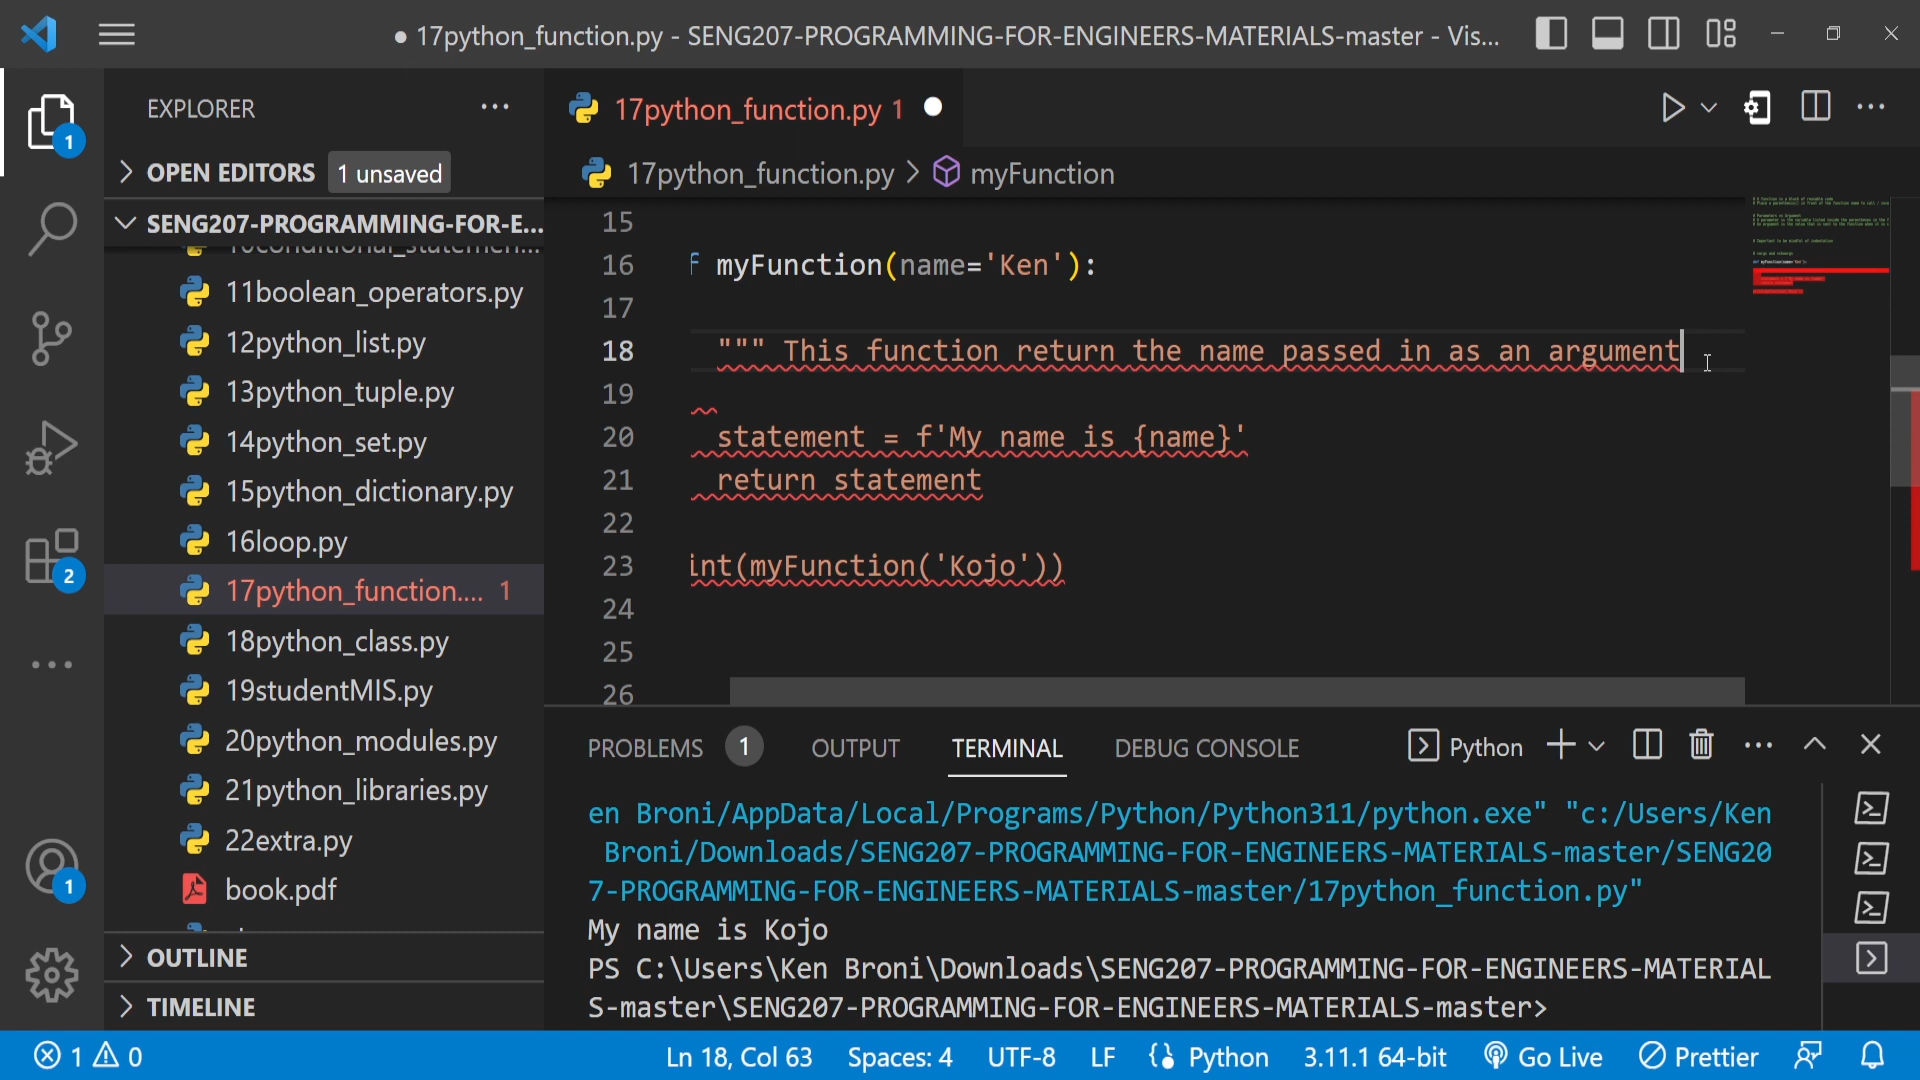 ● 17python_function.py - SENG207-PROGRAMMING-FOR-ENGINEERS-MATERIALS-master - Vis...
EXPLORER
OPEN EDITORS 1 unsaved
SENG207-PROGRAMMING-FOR-E...
11boolean_operators.py
12python_list.py
13python_tuple.py
14python_set.py
15python_dictionary.py
16loop.py
17python_function.... 1
18python_class.py
19studentMIS.py
20python_modules.py
21python_libraries.py
22extra.py
book.pdf
OUTLINE
TIMELINE
1
2
1
17python_function.py 1
17python_function.py > myFunction
15
16 f myFunction(name='Ken'):
17
18 """ This function return the name passed in as an argument
19
20 statement = f'My name is {name}'
21 return statement
22
23 int(myFunction('Kojo'))
24
25
26
PROBLEMS 1 OUTPUT TERMINAL DEBUG CONSOLE Python
en Broni/AppData/Local/Programs/Python/Python311/python.exe" "c:/Users/Ken
Broni/Downloads/SENG207-PROGRAMMING-FOR-ENGINEERS-MATERIALS-master/SENG20
7-PROGRAMMING-FOR-ENGINEERS-MATERIALS-master/17python_function.py"
My name is Kojo
PS C:\Users\Ken Broni\Downloads\SENG207-PROGRAMMING-FOR-ENGINEERS-MATERIAL
S-master\SENG207-PROGRAMMING-FOR-ENGINEERS-MATERIALS-master>
1 0 Ln 18, Col 63 Spaces: 4 UTF-8 LF Python 3.11.1 64-bit Go Live Prettier